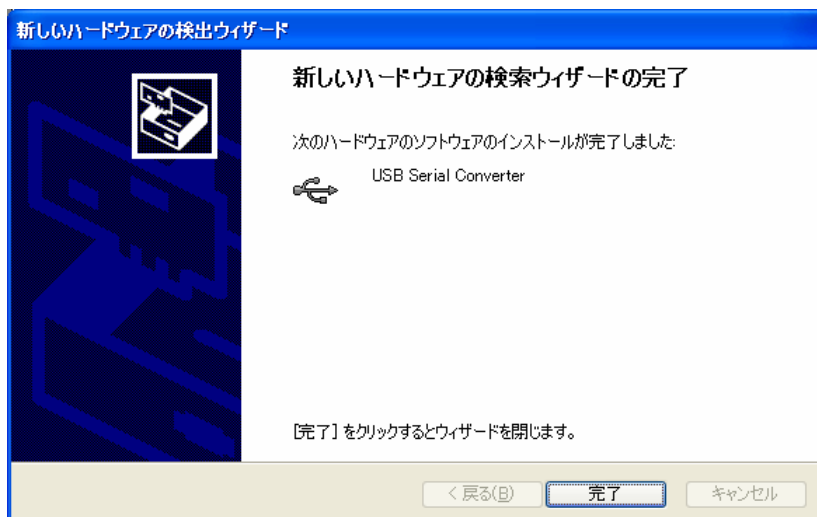 新しいハードウェアの検出ウィザード
新しいハードウェアの検索ウィザードの完了
次のハードウェアのソフトウェアのインストールが完了しました:
USB Serial Converter
[完了] をクリックするとウィザードを閉じます。
< 戻る(B)
完了
キャンセル